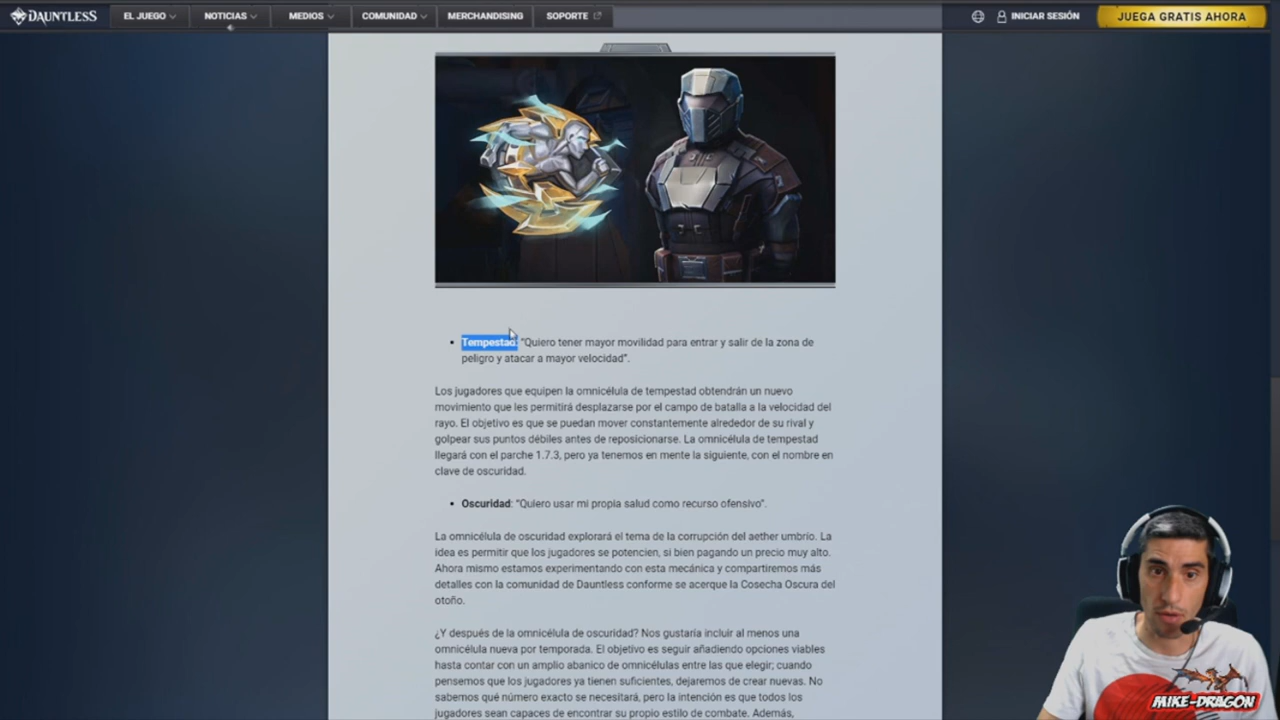 DAUNTLESS
EL JUEGO
NOTICIAS
MEDIOS
COMUNIDAD
MERCHANDISING
SOPORTE
INICIAR SESIÓN
JUEGA GRATIS AHORA
Tempestad: “Quiero tener mayor movilidad para entrar y salir de la zona de
peligro y atacar a mayor velocidad”.
Los jugadores que equipen la omnicélula de tempestad obtendrán un nuevo
movimiento que les permitirá desplazarse por el campo de batalla a la velocidad del
rayo. El objetivo es que se puedan mover constantemente alrededor de su rival y
golpear sus puntos débiles antes de reposicionarse. La omnicélula de tempestad
llegará con el parche 1.7.3, pero ya tenemos en mente la siguiente, con el nombre en
clave de oscuridad.
Oscuridad: “Quiero usar mi propia salud como recurso ofensivo”.
La omnicélula de oscuridad explorará el tema de la corrupción del aether umbrío. La
idea es permitir que los jugadores se potencien, si bien pagando un precio muy alto.
Ahora mismo estamos experimentando con esta mecánica y compartiremos más
detalles con la comunidad de Dauntless conforme se acerque la Cosecha Oscura del
otoño.
¿Y después de la omnicélula de oscuridad? Nos gustaría incluir al menos una
omnicélula nueva por temporada. El objetivo es seguir añadiendo opciones viables
hasta contar con un amplio abanico de omnicélulas entre las que elegir; cuando
pensemos que los jugadores ya tienen suficientes, dejaremos de crear nuevas. No
sabemos qué número exacto se necesitará, pero la intención es que todos los
jugadores sean capaces de encontrar su propio estilo de combate. Además,
MIKE-DRAGON